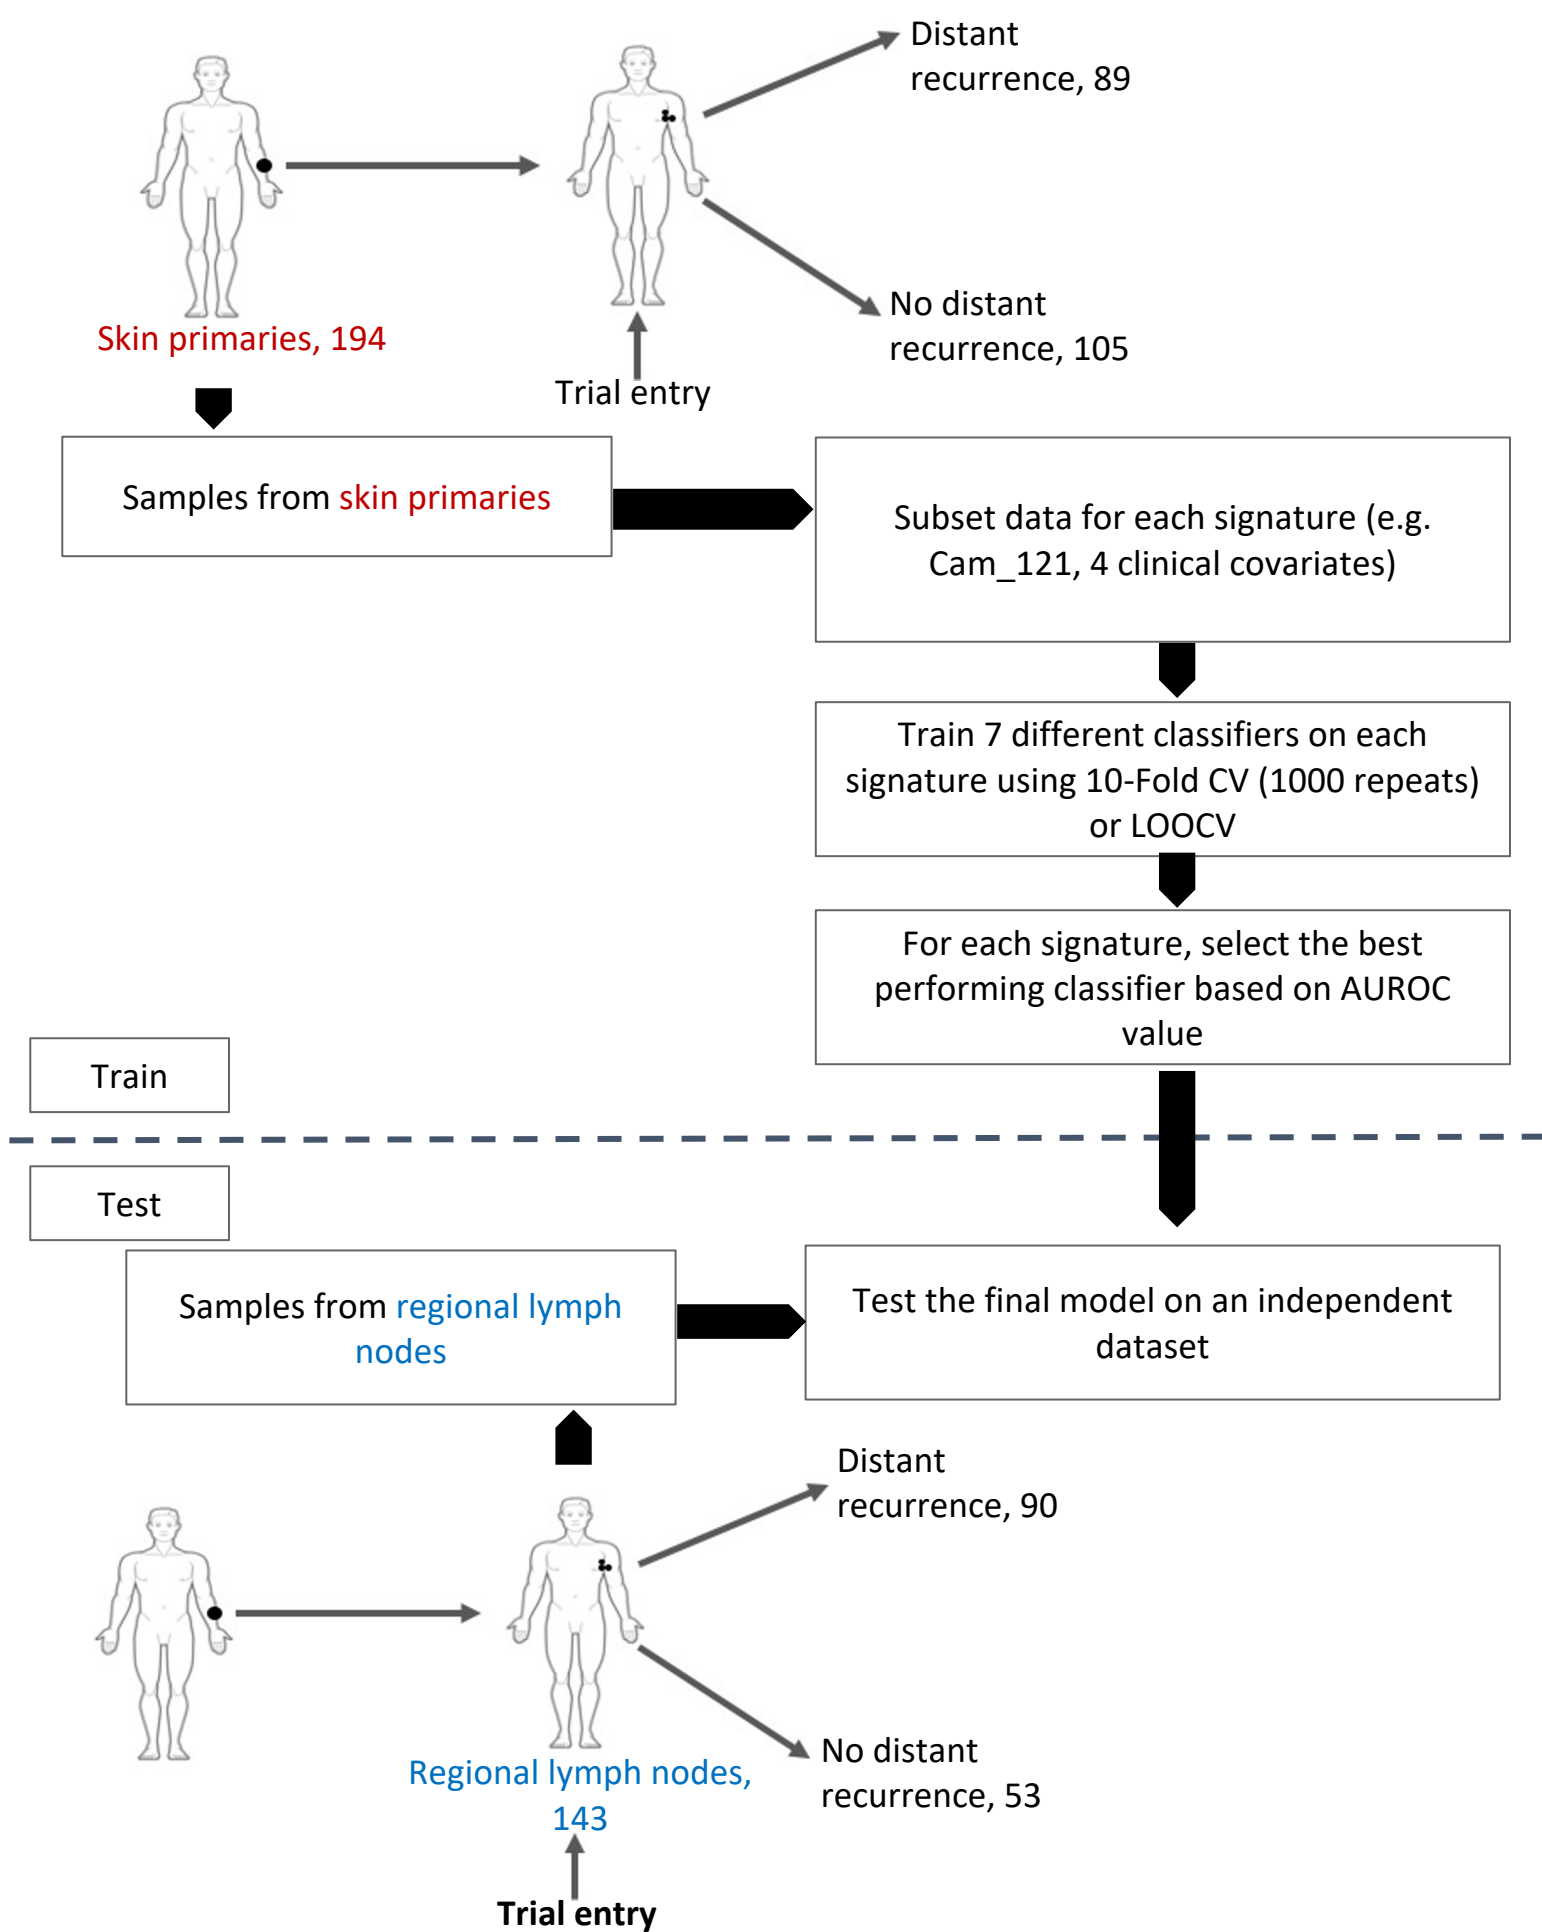 Distant
recurrence, 89
No distant
recurrence, 105
Skin primaries, 194
Trial entry
Samples from skin primaries
Subset data for each signature (e.g.
Cam_121, 4 clinical covariates)
Train 7 different classifiers on each
signature using 10-Fold CV (1000 repeats)
or LOOCV
For each signature, select the best
performing classifier based on AUROC
value
Train
Test
Samples from regional lymph
nodes
Test the final model on an independent
dataset
Distant
recurrence, 90
No distant
recurrence, 53
Regional lymph nodes,
143
Trial entry